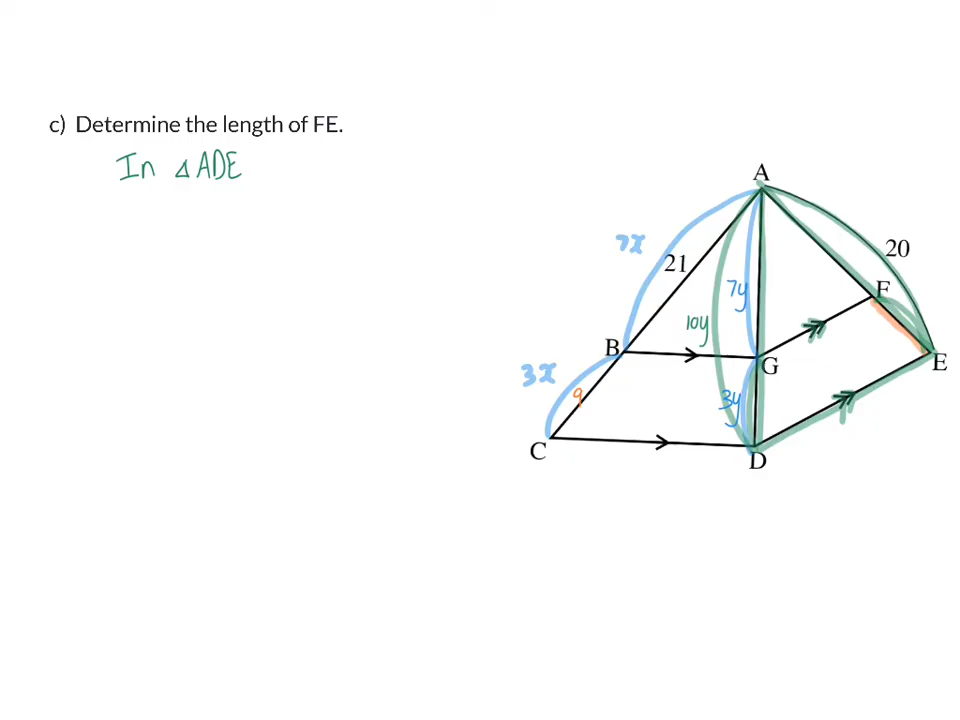 c) Determine the length of FE.
In △ADE
A
20
7x
21
7y
F
10y
B
G
E
3x
9
3y
C
D